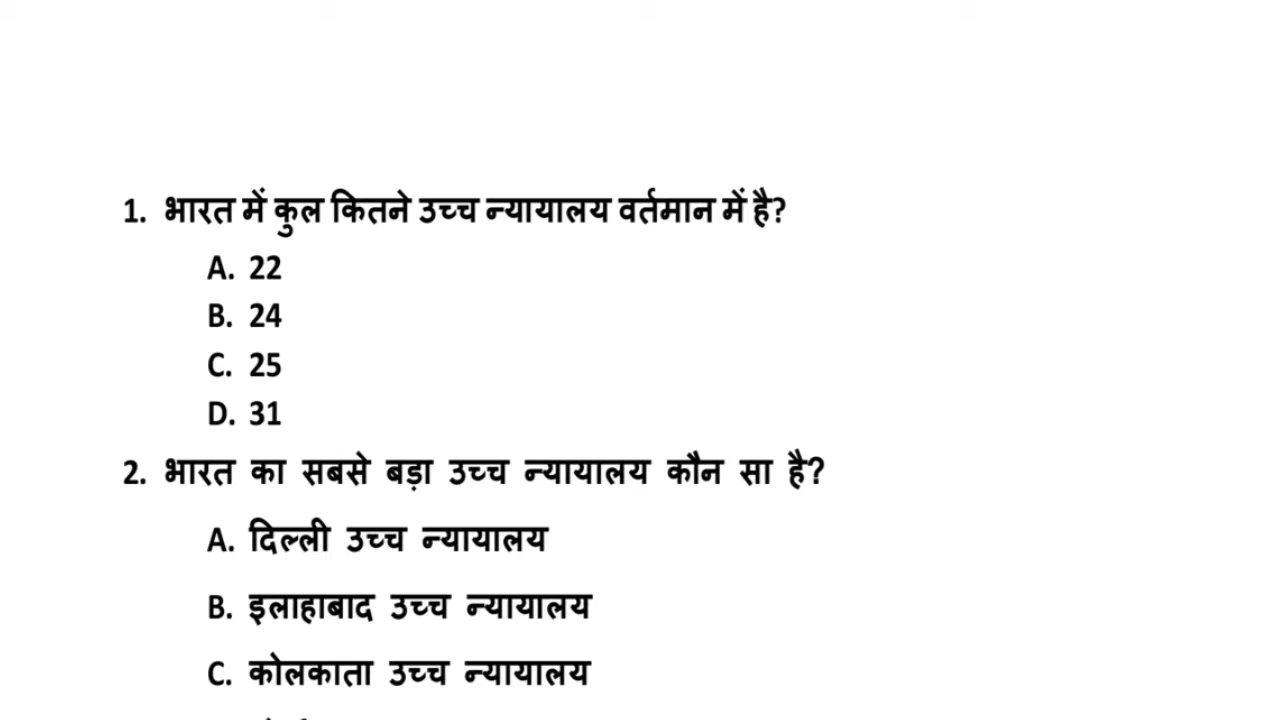 1. भारत में कुल कितने उच्च न्यायालय वर्तमान में है?
A. 22
B. 24
C. 25
D. 31
2. भारत का सबसे बड़ा उच्च न्यायालय कौन सा है?
A. दिल्ली उच्च न्यायालय
B. इलाहाबाद उच्च न्यायालय
C. कोलकाता उच्च न्यायालय